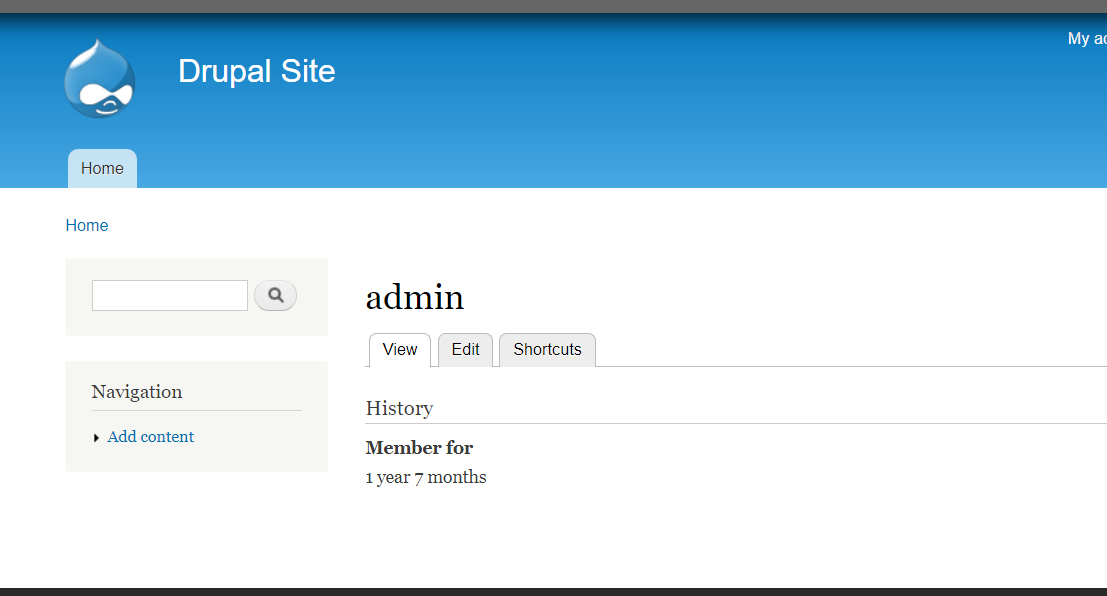 My
Drupal Site
Home
Home
admin
View
Edit
Shortcuts
Navigation
Add content
History
Member for
1 year 7 months